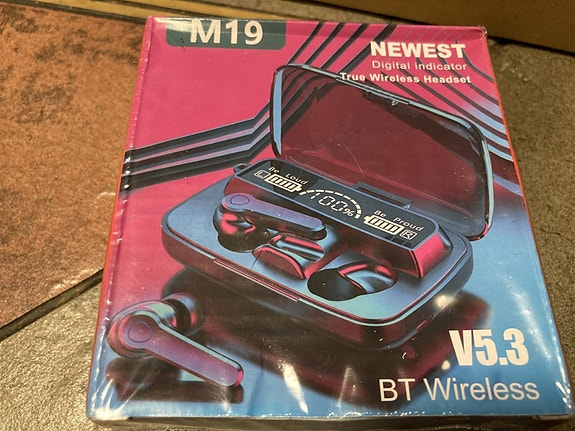 M19
NEWEST
Digital indicator
True Wireless Headset
Be Loud
L
100%
Be Proud
R
V5.3
BT Wireless